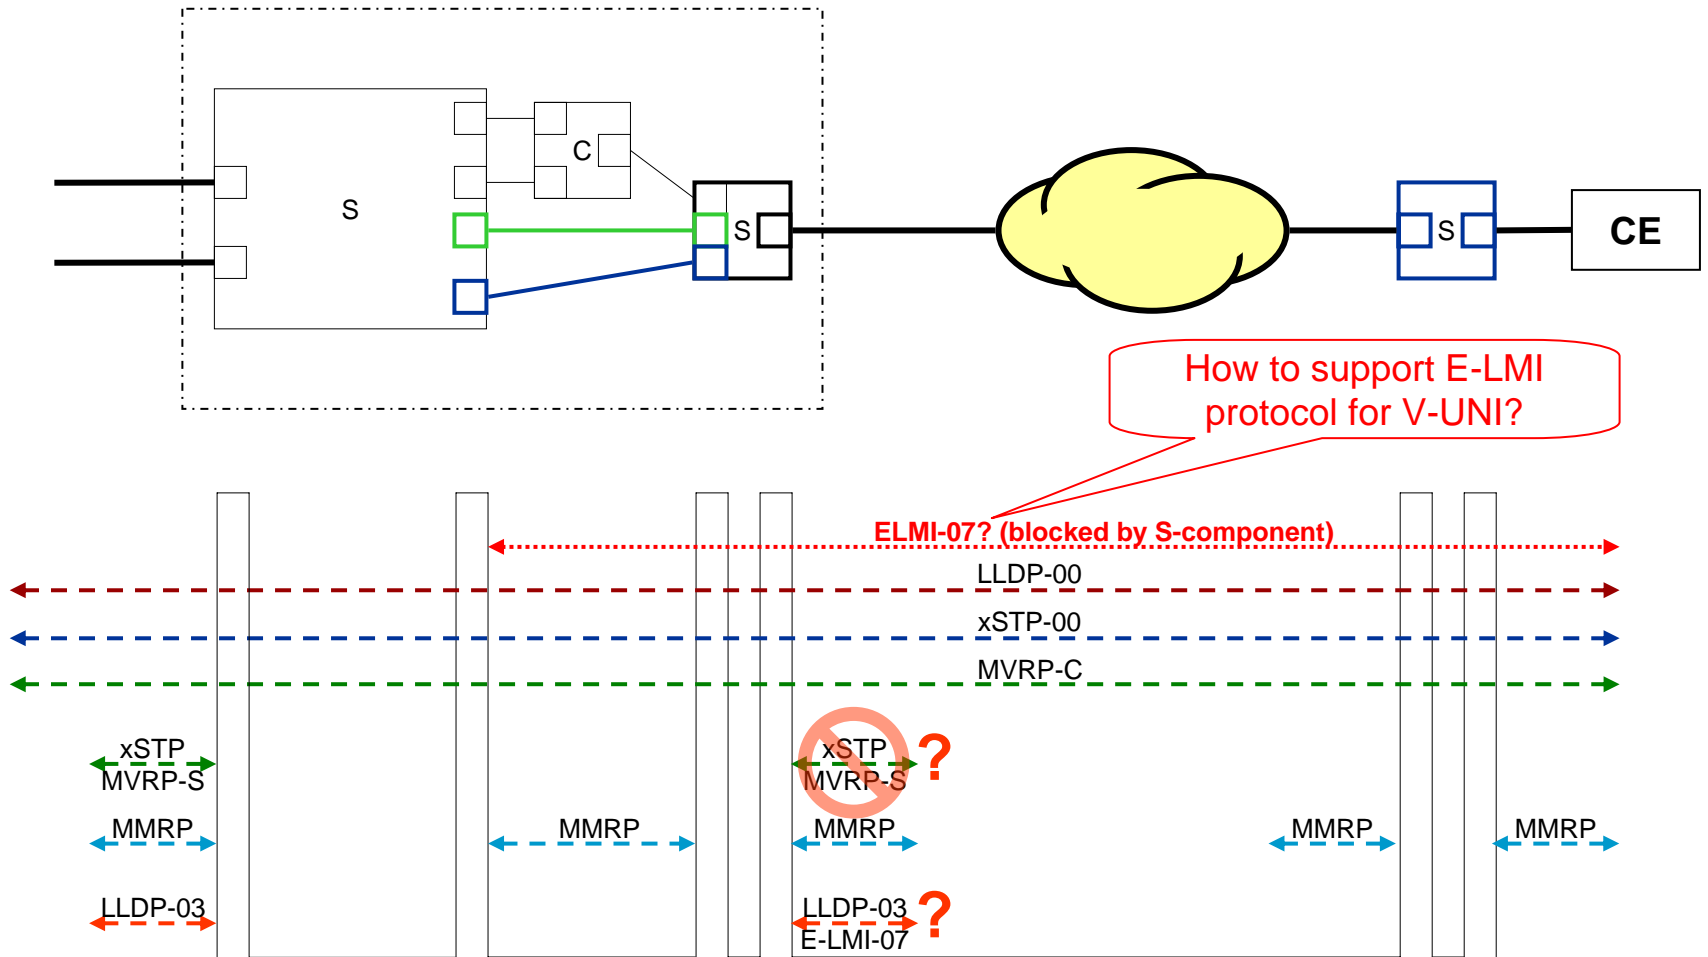 C
S
S
S
CE
How to support E-LMI
protocol for V-UNI?
ELMI-07? (blocked by S-component)
LLDP-00
xSTP-00
MVRP-C
xSTP
MVRP-S
xSTP
MVRP-S
?
MMRP
MMRP
MMRP
MMRP
MMRP
LLDP-03
LLDP-03
E-LMI-07
?